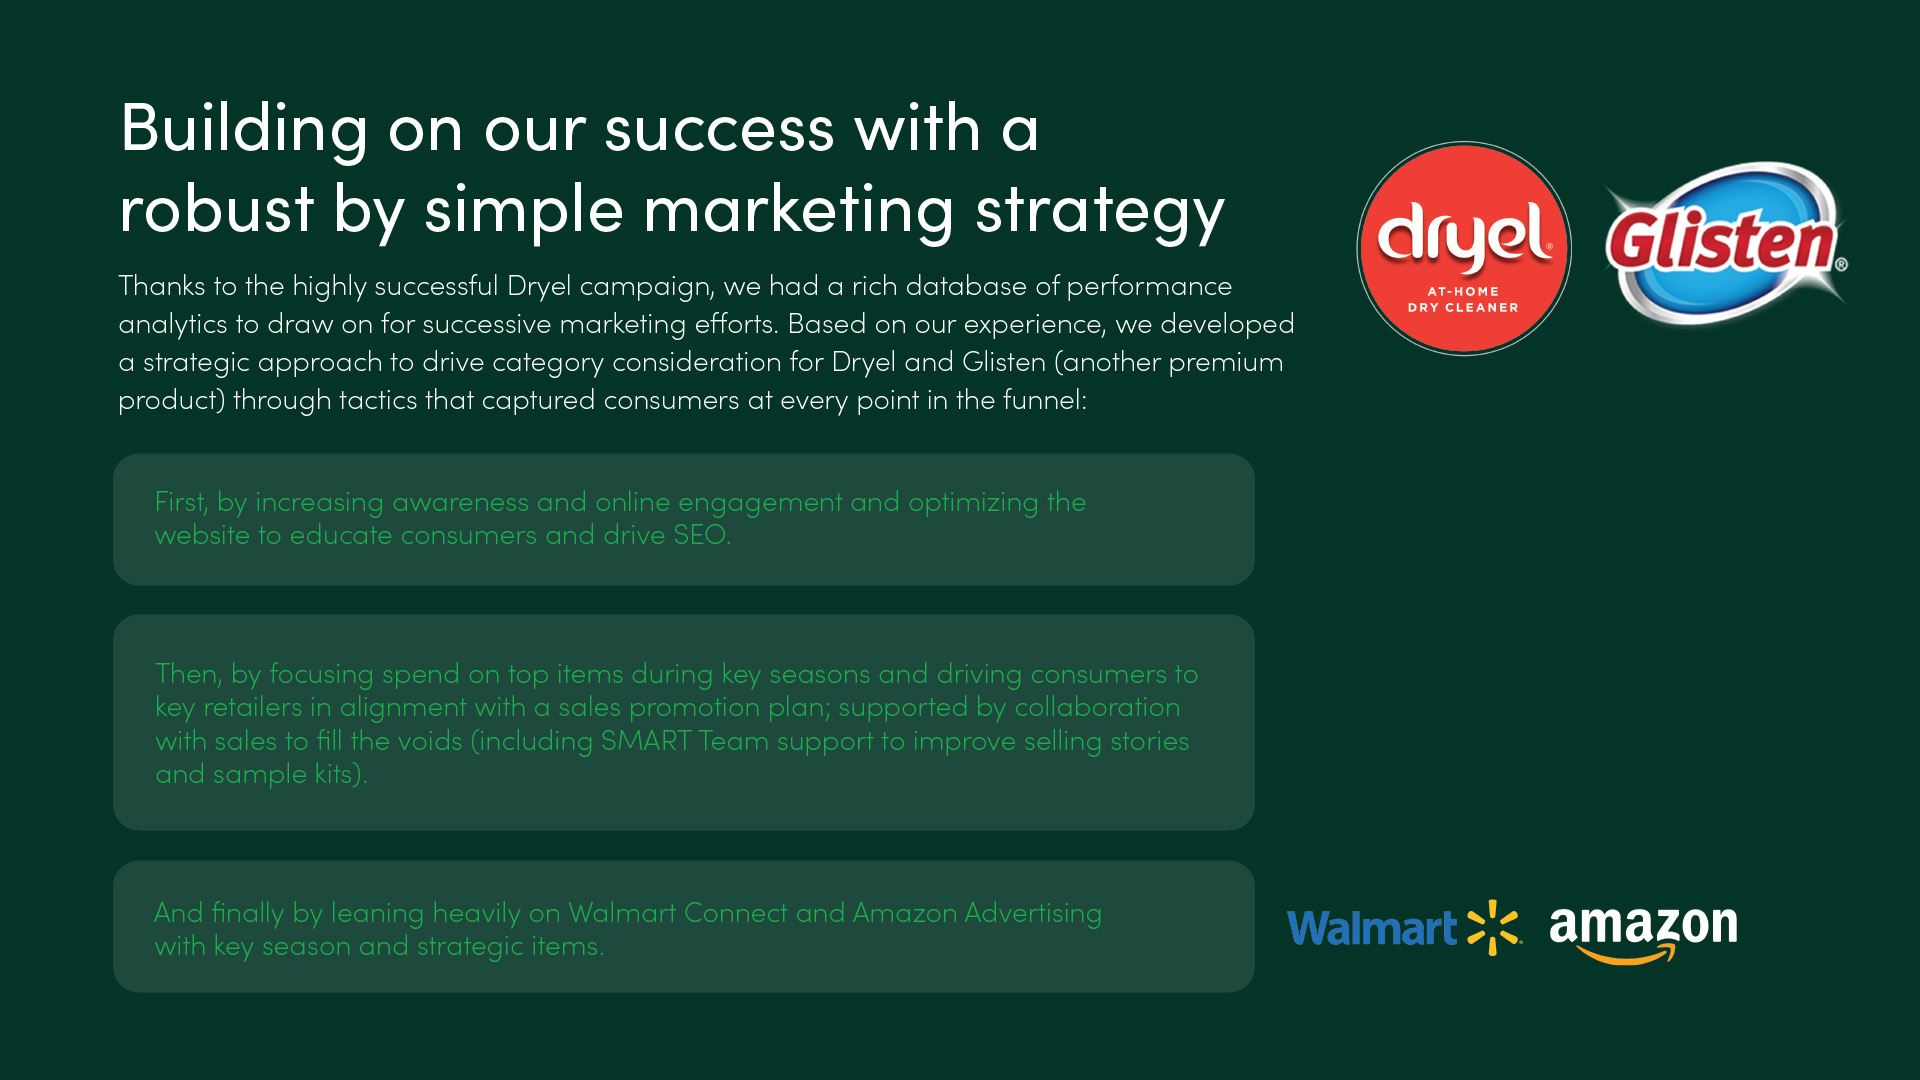 Building on our success with a
robust by simple marketing strategy
Thanks to the highly successful Dryel campaign, we had a rich database of performance
analytics to draw on for successive marketing efforts. Based on our experience, we developed
a strategic approach to drive category consideration for Dryel and Glisten (another premium
product) through tactics that captured consumers at every point in the funnel:
dryel®
AT-HOME
DRY CLEANER
Glisten®
First, by increasing awareness and online engagement and optimizing the
website to educate consumers and drive SEO.
Then, by focusing spend on top items during key seasons and driving consumers to
key retailers in alignment with a sales promotion plan; supported by collaboration
with sales to fill the voids (including SMART Team support to improve selling stories
and sample kits).
And finally by leaning heavily on Walmart Connect and Amazon Advertising
with key season and strategic items.
Walmart
amazon